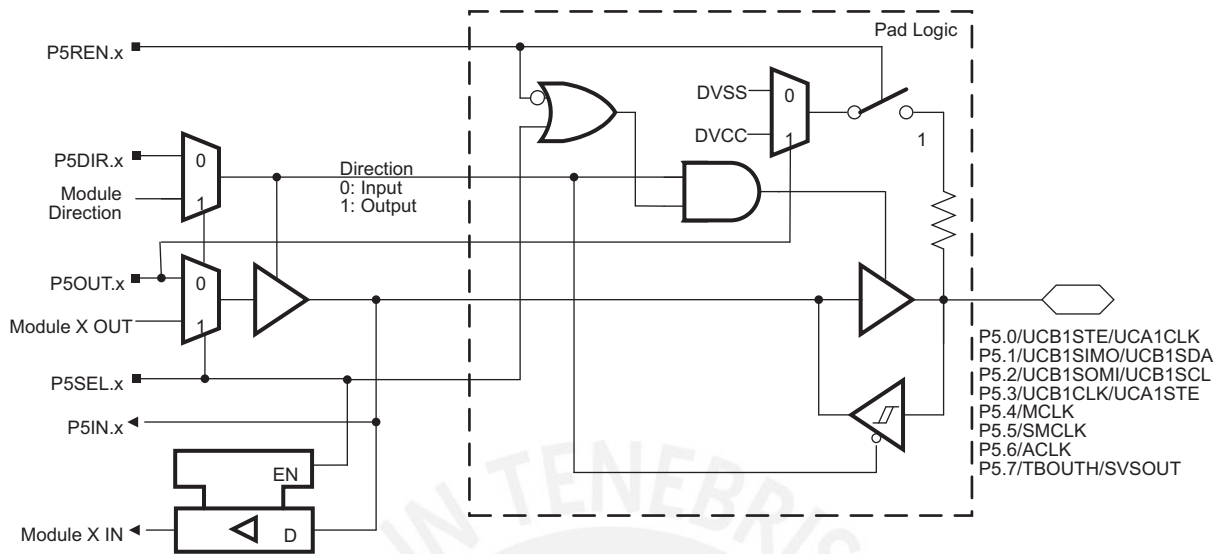 Pad Logic
P5REN.x
DVSS
0
DVCC
1
1
P5DIR.x
0
Module
Direction
1
Direction
0: Input
1: Output
P5OUT.x
0
Module X OUT
1
P5SEL.x
P5IN.x
EN
Module X IN
D
P5.0/UCB1STE/UCA1CLK
P5.1/UCB1SIMO/UCB1SDA
P5.2/UCB1SOMI/UCB1SCL
P5.3/UCB1CLK/UCA1STE
P5.4/MCLK
P5.5/SMCLK
P5.6/ACLK
P5.7/TBOUTH/SVSOUT
IN TENEBRIS